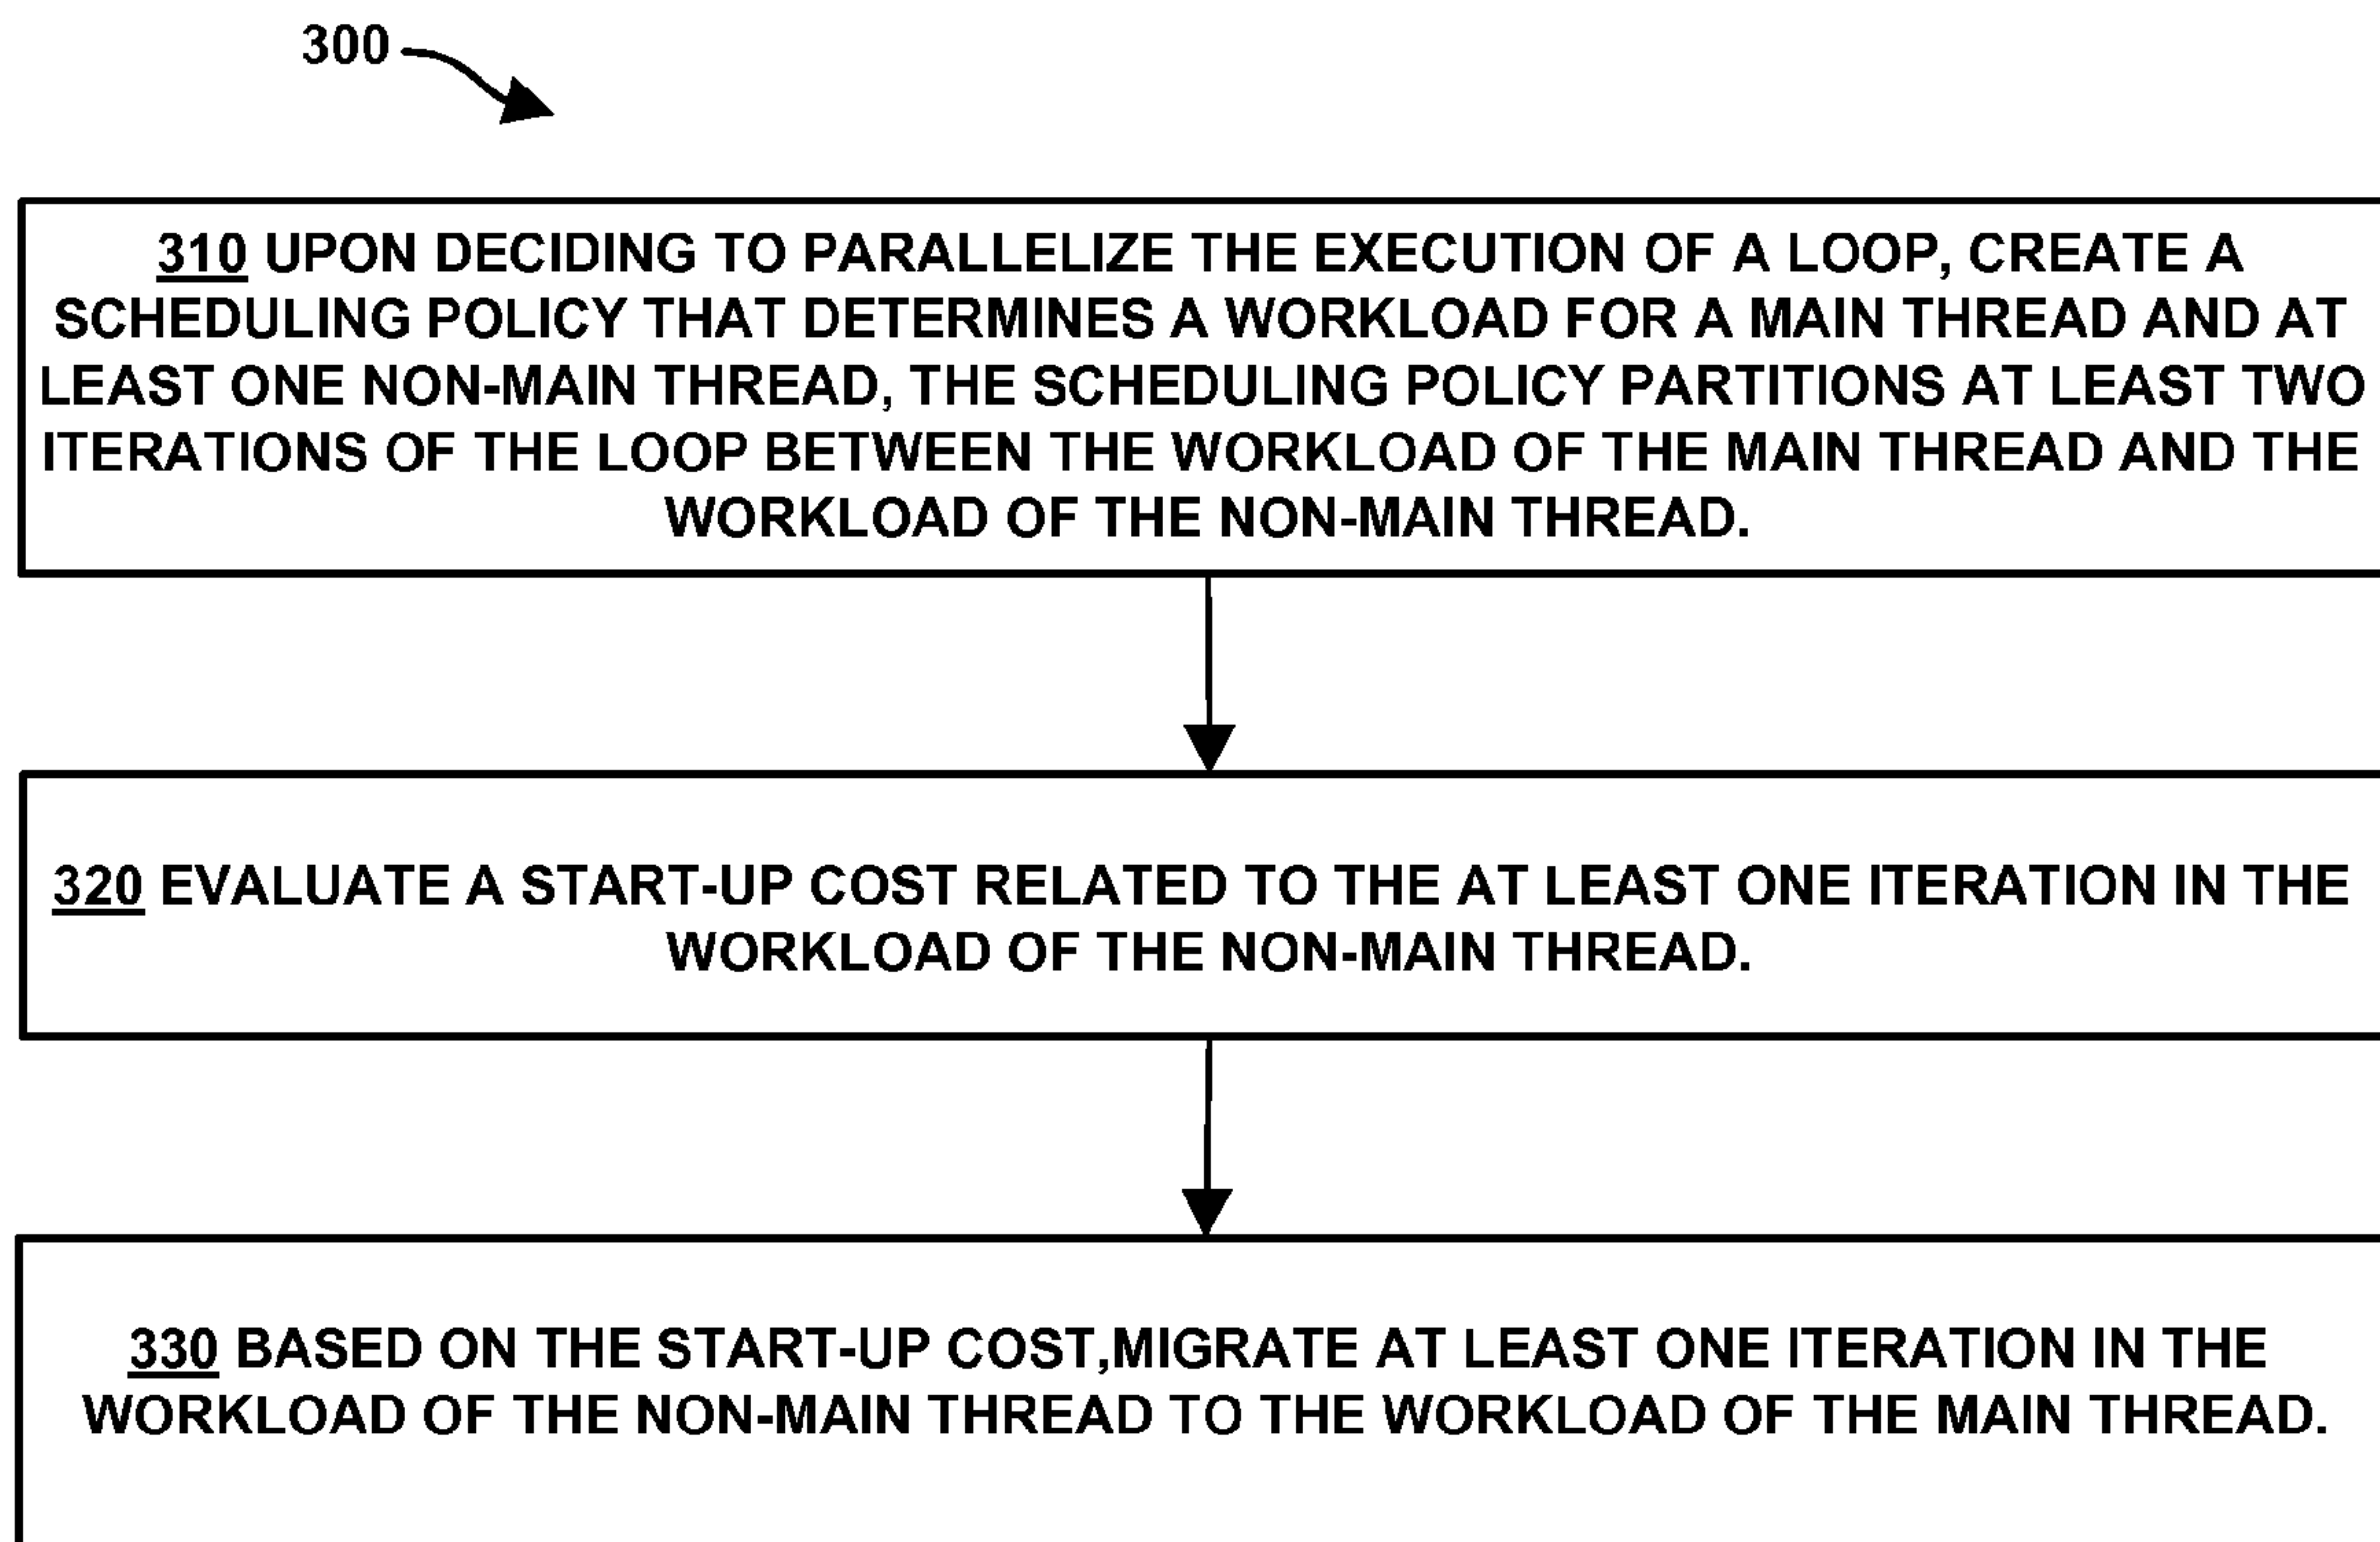 300
310 UPON DECIDING TO PARALLELIZE THE EXECUTION OF A LOOP, CREATE A
SCHEDULING POLICY THAT DETERMINES A WORKLOAD FOR A MAIN THREAD AND AT
LEAST ONE NON-MAIN THREAD, THE SCHEDULING POLICY PARTITIONS AT LEAST TWO
ITERATIONS OF THE LOOP BETWEEN THE WORKLOAD OF THE MAIN THREAD AND THE
WORKLOAD OF THE NON-MAIN THREAD.
320 EVALUATE A START-UP COST RELATED TO THE AT LEAST ONE ITERATION IN THE
WORKLOAD OF THE NON-MAIN THREAD.
330 BASED ON THE START-UP COST,MIGRATE AT LEAST ONE ITERATION IN THE
WORKLOAD OF THE NON-MAIN THREAD TO THE WORKLOAD OF THE MAIN THREAD.